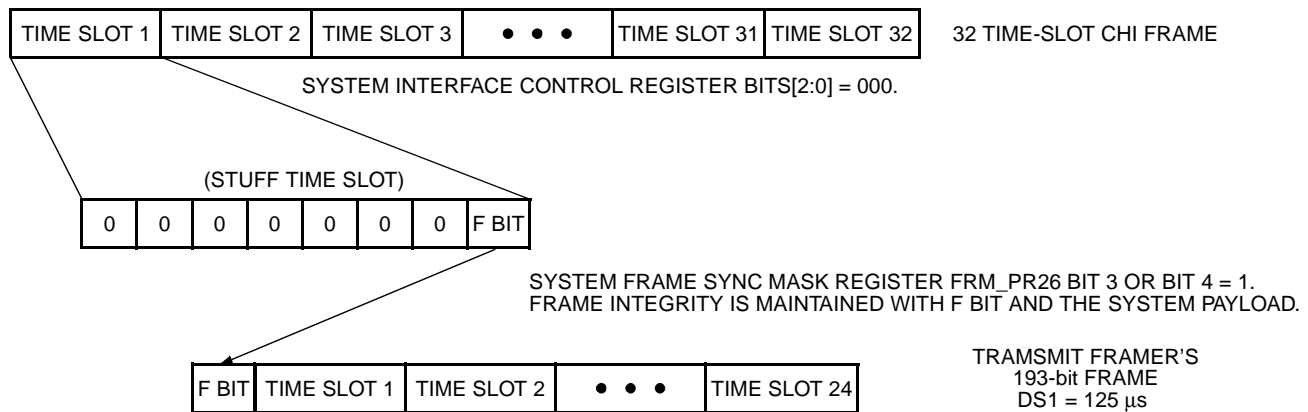 TIME SLOT 1 TIME SLOT 2 TIME SLOT 3 • • • TIME SLOT 31 TIME SLOT 32 32 TIME-SLOT CHI FRAME
SYSTEM INTERFACE CONTROL REGISTER BITS[2:0] = 000.
(STUFF TIME SLOT)
0 0 0 0 0 0 0 F BIT
SYSTEM FRAME SYNC MASK REGISTER FRM_PR26 BIT 3 OR BIT 4 = 1.
FRAME INTEGRITY IS MAINTAINED WITH F BIT AND THE SYSTEM PAYLOAD.
F BIT TIME SLOT 1 TIME SLOT 2 • • • TIME SLOT 24
TRAMSMIT FRAMER'S
193-bit FRAME
DS1 = 125 µs